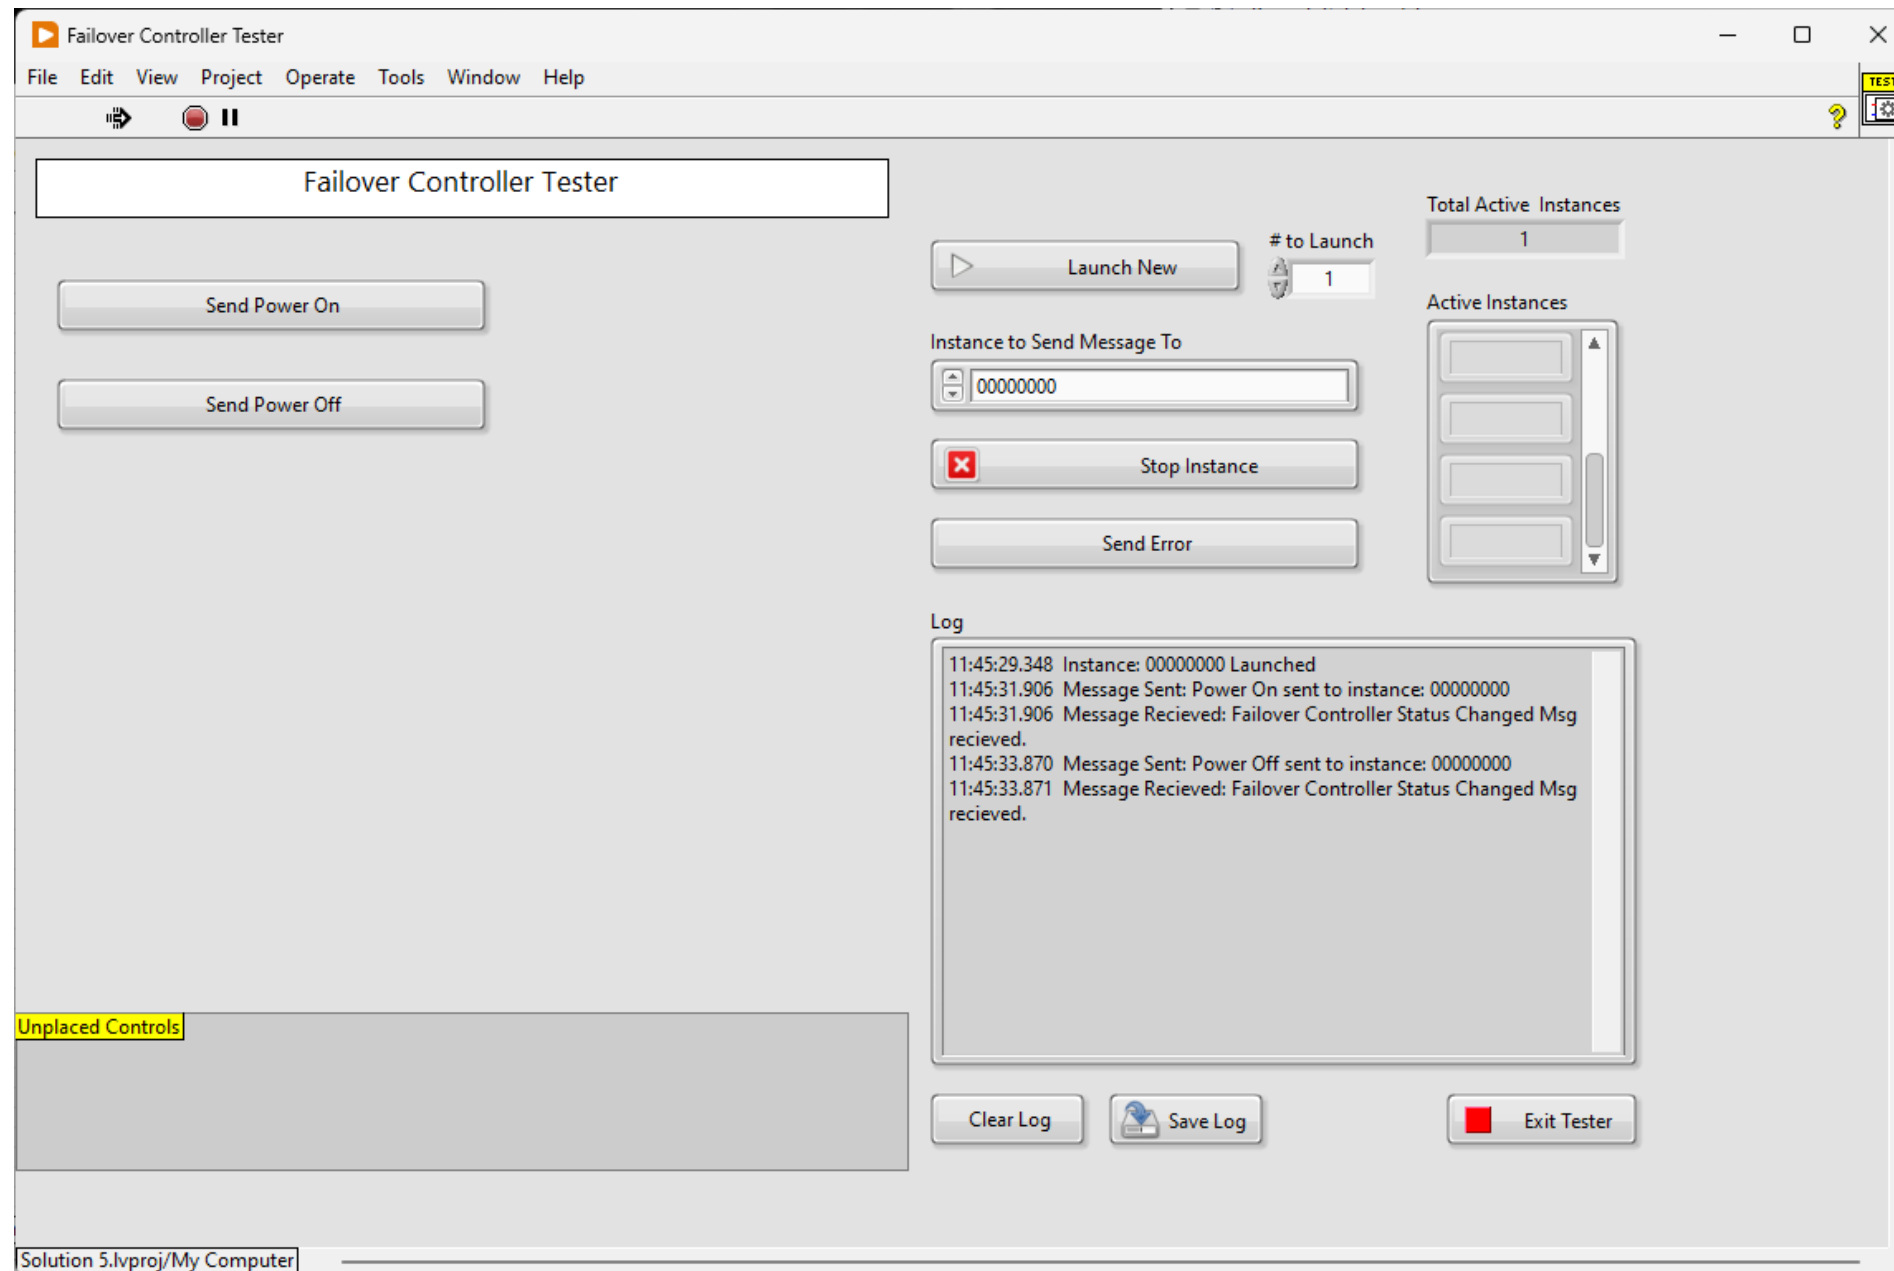 Failover Controller Tester
File Edit View Project Operate Tools Window Help
TEST
Failover Controller Tester
Send Power On
Send Power Off
Launch New
# to Launch
1
Total Active Instances
1
Active Instances
Instance to Send Message To
00000000
Stop Instance
Send Error
Log
11:45:29.348 Instance: 00000000 Launched
11:45:31.906 Message Sent: Power On sent to instance: 00000000
11:45:31.906 Message Recieved: Failover Controller Status Changed Msg
recieved.
11:45:33.870 Message Sent: Power Off sent to instance: 00000000
11:45:33.871 Message Recieved: Failover Controller Status Changed Msg
recieved.
Unplaced Controls
Clear Log
Save Log
Exit Tester
Solution 5.lvproj/My Computer